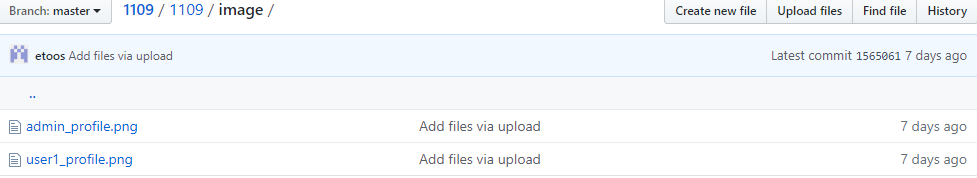 Branch: master 1109 / 1109 / image / Create new file Upload files Find file History
etoos Add files via upload Latest commit 1565061 7 days ago
..
admin_profile.png Add files via upload 7 days ago
user1_profile.png Add files via upload 7 days ago